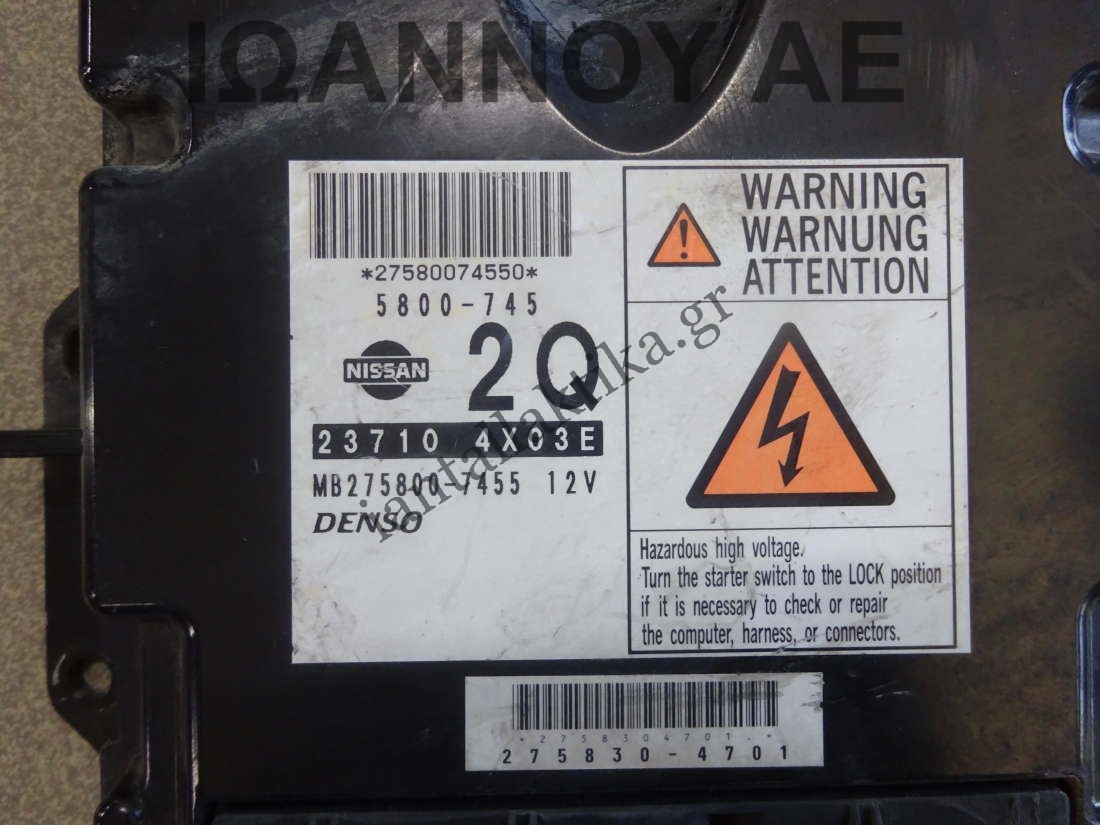 ΙΩΑΝΝΟΥ ΑΕ
*27580074550*
5800-745
NISSAN
2Q
23710 4X03E
MB275800-7455 12V
DENSO
WARNING
WARNUNG
ATTENTION
Hazardous high voltage.
Turn the starter switch to the LOCK position
if it is necessary to check or repair
the computer, harness, or connectors.
iantallaktika.gr
*2758304701.*
275830-4701